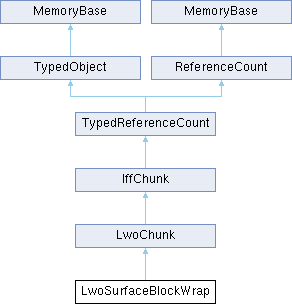 MemoryBase MemoryBase
TypedObject ReferenceCount
TypedReferenceCount
IffChunk
LwoChunk
LwoSurfaceBlockWrap